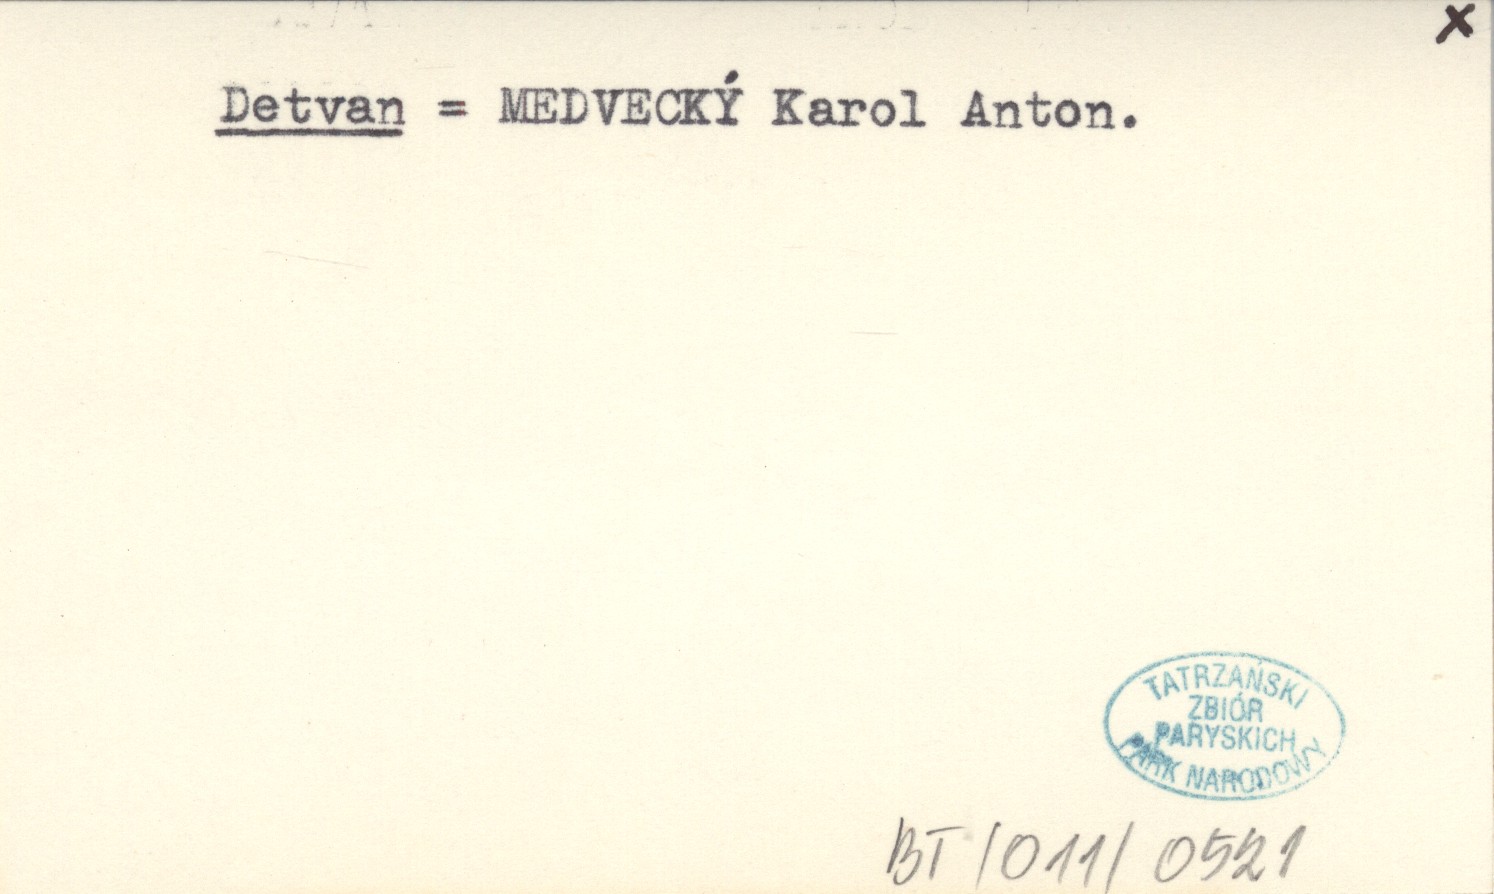 x
Detvan = MEDVECKÝ Karol Anton.
TATRZAŃSKI
ZBIÓR
PARYSKICH
PARK NARODOWY
BT/011/0521